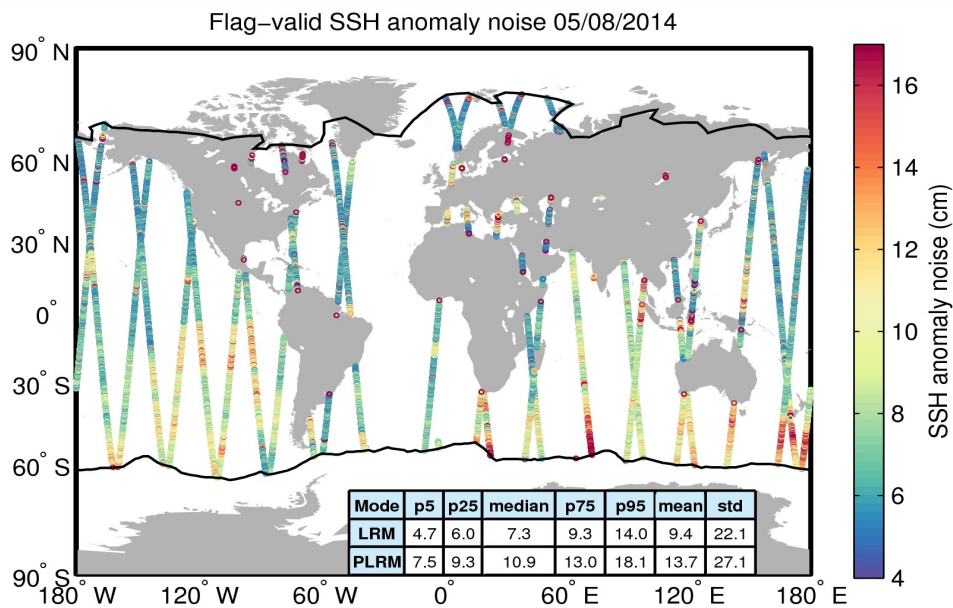 Flag−valid SSH anomaly noise 05/08/2014
90° N
60° N
30° N
0°
30° S
60° S
90° S
180° W
120° W
60° W
0°
60° E
120° E
180° E
Mode p5 p25 median p75 p95 mean std
LRM 4.7 6.0 7.3 9.3 14.0 9.4 22.1
PLRM 7.5 9.3 10.9 13.0 18.1 13.7 27.1
16
14
12
10
8
6
4
SSH anomaly noise (cm)